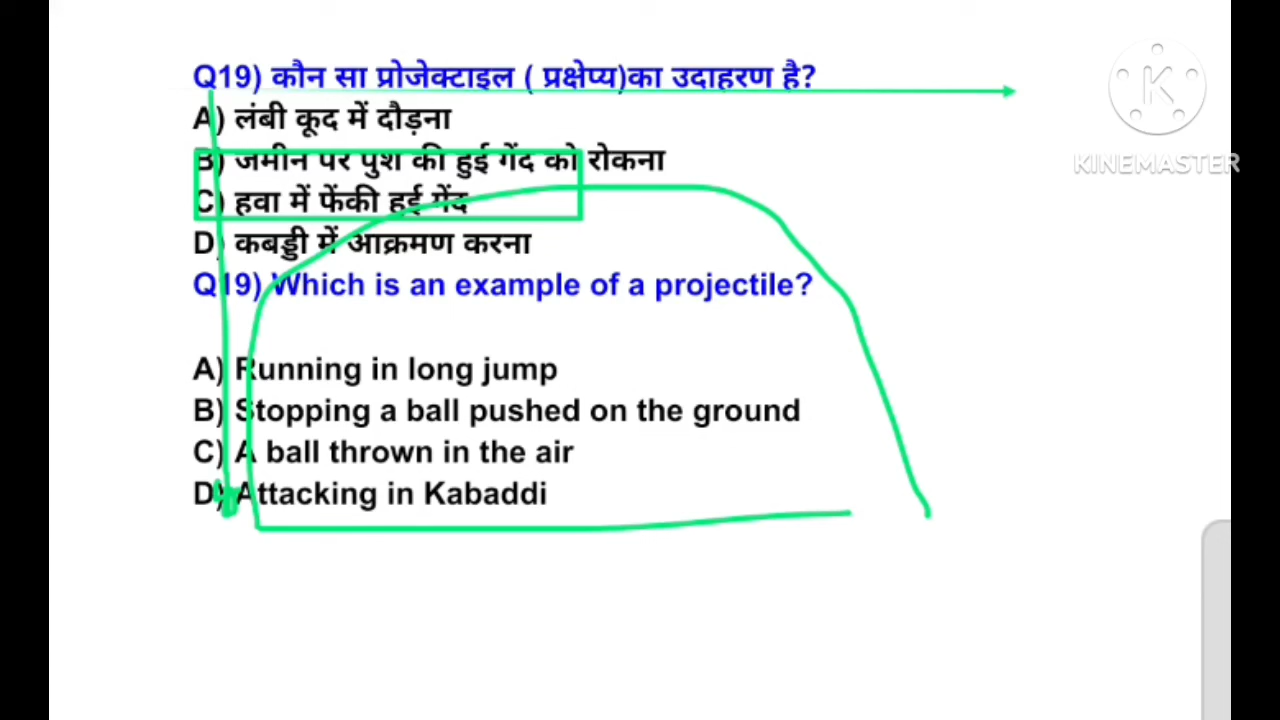 Q19) कौन सा प्रोजेक्टाइल ( प्रक्षेप्य)का उदाहरण है?
A) लंबी कूद में दौड़ना
B) जमीन पर पुश की हुई गेंद को रोकना
C) हवा में फेंकी हुई गेंद
D) कबड्डी में आक्रमण करना
Q19) Which is an example of a projectile?
A) Running in long jump
B) Stopping a ball pushed on the ground
C) A ball thrown in the air
D) Attacking in Kabaddi
K
KINEMASTER